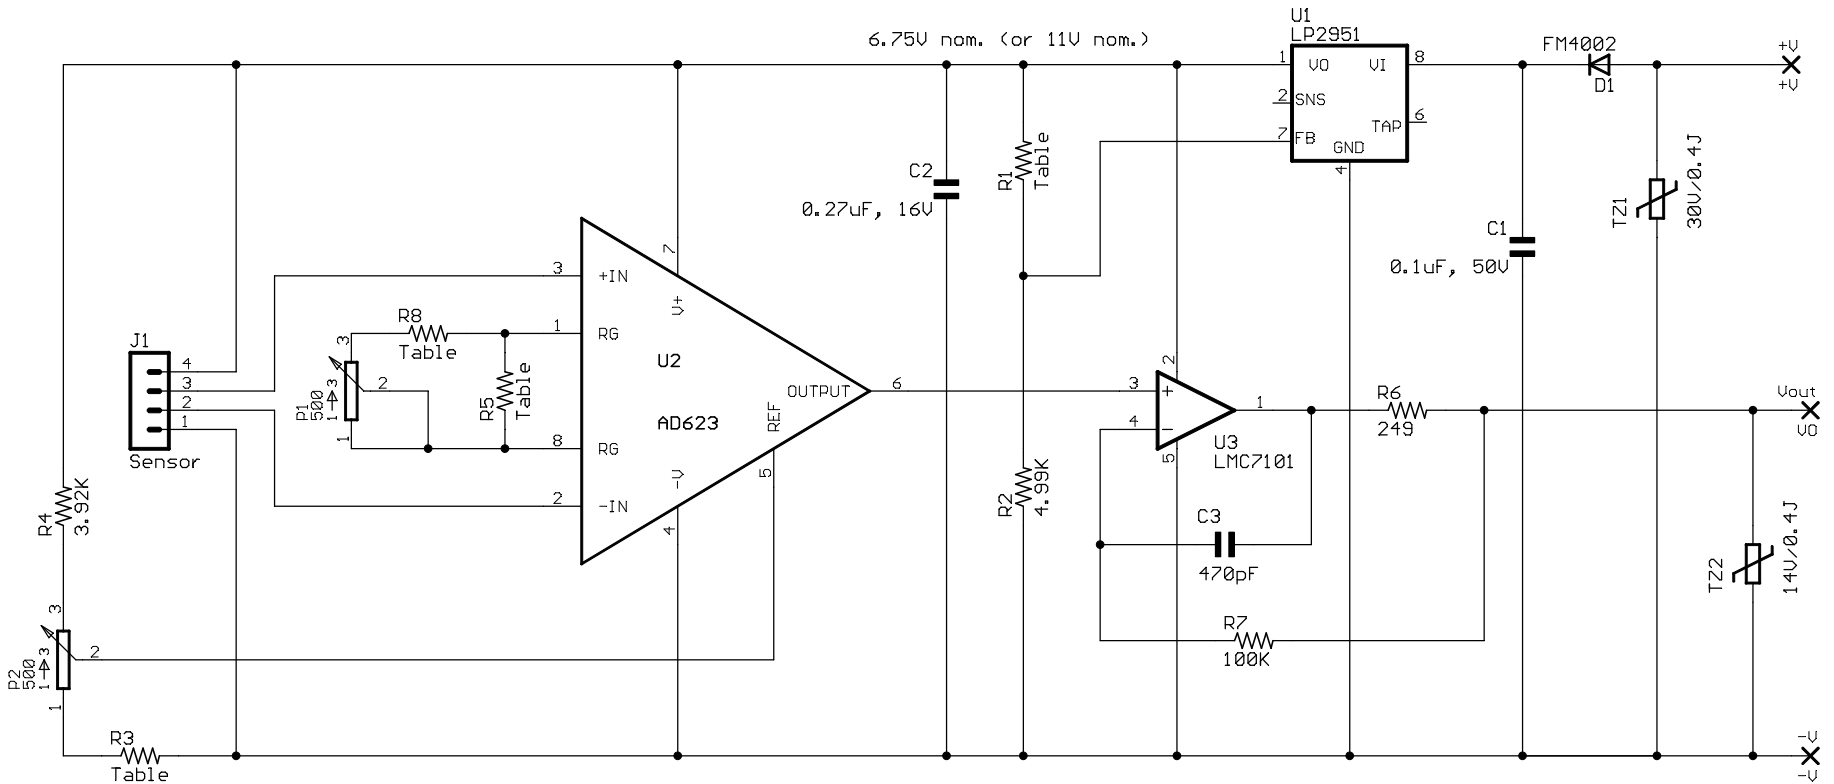 6.75V nom. (or 11V nom.)
U1
LP2951
1
VO
VI
8
2
SNS
7
FB
TAP
6
GND
4
FM4002
D1
+V
+V
R1
Table
C2
0.27uF, 16V
C1
0.1uF, 50V
TZ1
30V/0.4J
J1
4
3
2
1
Sensor
R8
Table
3
P1
500
1→3
2
1
R5
Table
3
+IN
1
RG
8
RG
2
-IN
7
V+
U2
AD623
OUTPUT
6
REF
5
-V
4
R2
4.99K
2
3
+
4
-
5
1
U3
LMC7101
R6
249
Vout
VO
C3
470pF
R7
100K
TZ2
14V/0.4J
R4
3.92K
3
P2
500
1→3
2
1
R3
Table
-V
-V